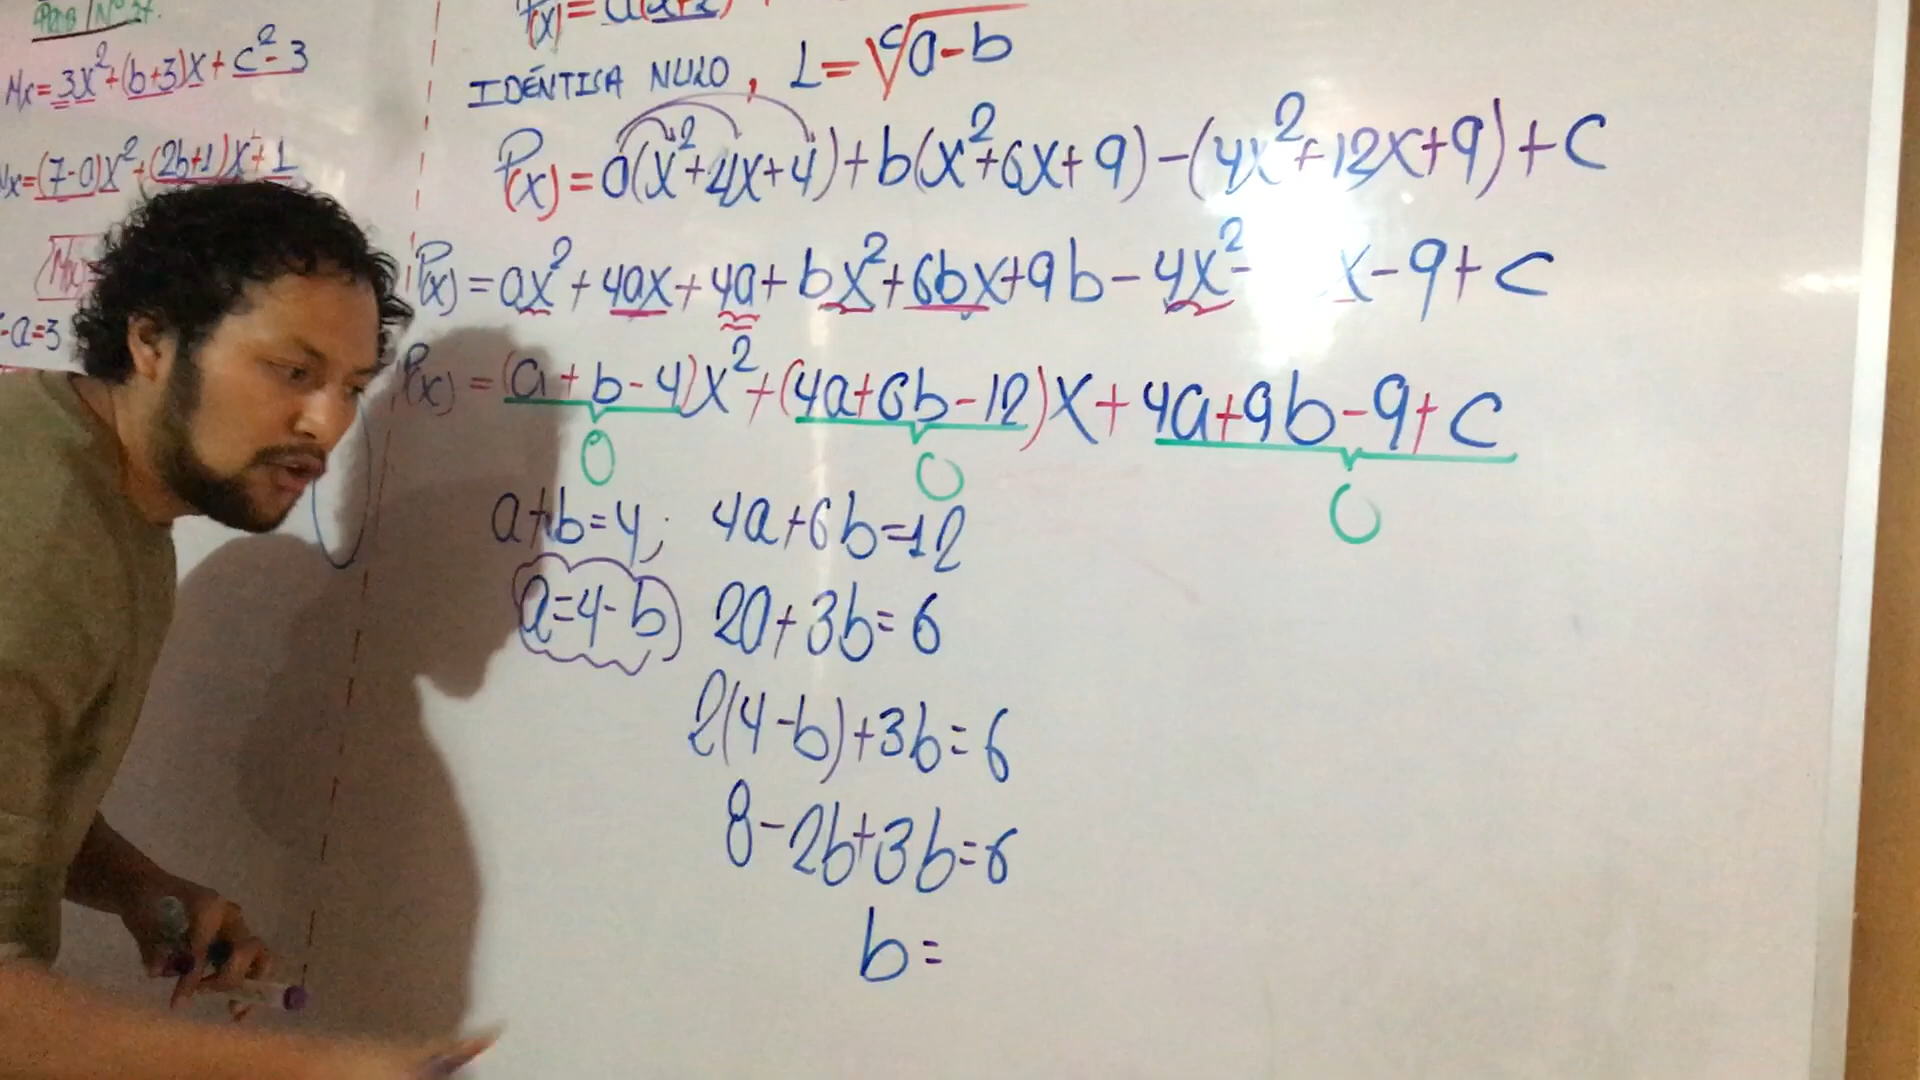 Mx=3x²+(b+3)x+c²-3
x=(7-a)x²+(2b+1)x+1
-a=3
IDÉNTICA NULO, L=ᶜ√a-b
P(x)=a(x²+4x+4)+b(x²+6x+9)-(4x²+12x+9)+c
P(x)=ax²+4ax+4a+bx²+6bx+9b-4x²- x-9+c
P(x)=(a+b-4)x²+(4a+6b-12)x+4a+9b-9+c
0 0 0
a+b=4; 4a+6b=12
a=4-b 2a+3b=6
2(4-b)+3b=6
8-2b+3b=6
b=